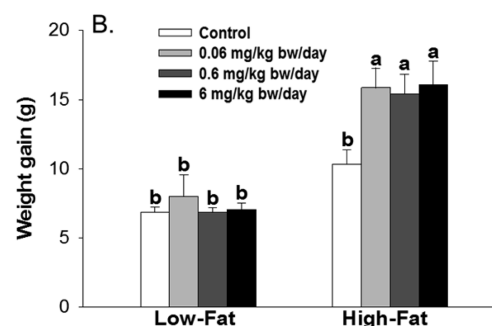 B.
Control
0.06 mg/kg bw/day
0.6 mg/kg bw/day
6 mg/kg bw/day
Weight gain (g)
20
15
10
5
0
b b b b
b a a a
Low-Fat High-Fat